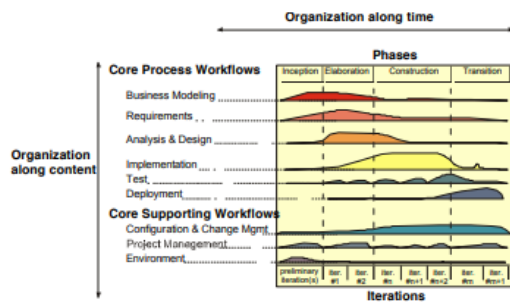 Organization along time
Phases
Core Process Workflows
Inception Elaboration Construction Transition
Business Modeling
Requirements
Analysis & Design
Organization
along content
Implementation
Test
Deployment
Core Supporting Workflows
Configuration & Change Mgmt
Project Management
Environment
preliminary iteration(s)
iter. #1
iter. #2
iter. #n
iter. #n+1
iter. #n+2
iter. #m
iter. #m+1
Iterations